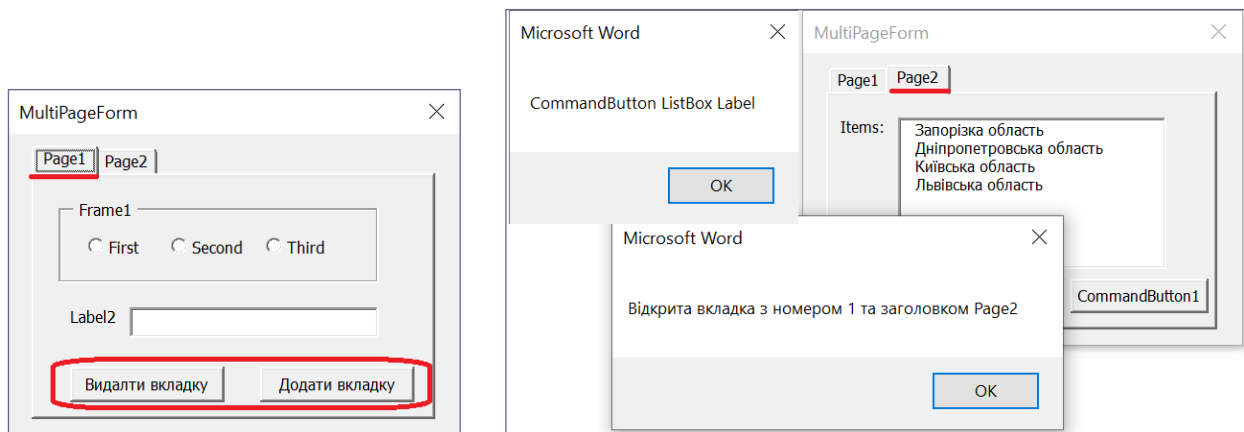 MultiPageForm
Page1 Page2
Frame1
First Second Third
Label2
Видалти вкладку Додати вкладку
Microsoft Word
CommandButton ListBox Label
OK
MultiPageForm
Page1 Page2
Items:
Запорізка область
Дніпропетровська область
Київська область
Львівська область
CommandButton1
Microsoft Word
Відкрита вкладка з номером 1 та заголовком Page2
OK